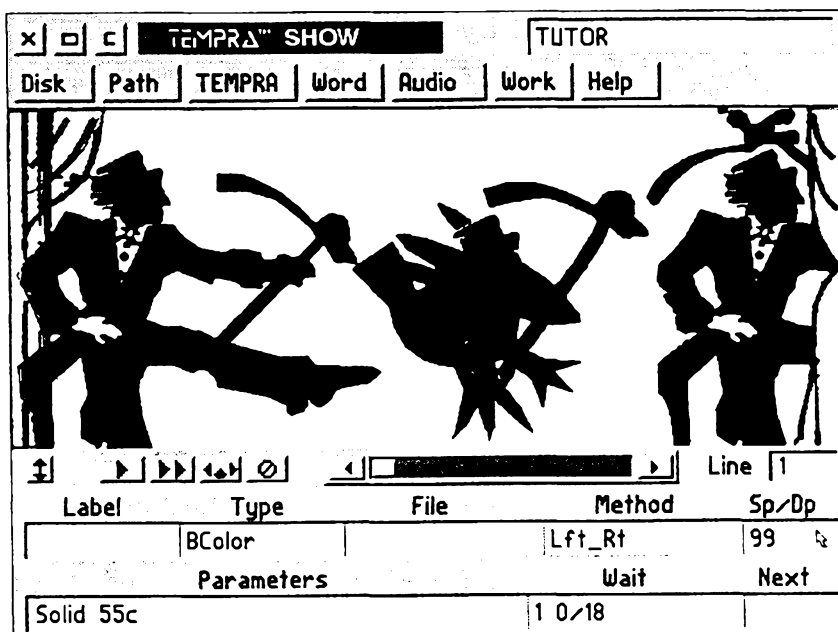 TEMPRA™ SHOW TUTOR
Disk Path TEMPRA Word Audio Work Help
Line 1
Label Type File Method Sp/Dp
BColor Lft_Rt 99
Parameters Wait Next
Solid 55c 1 0/18